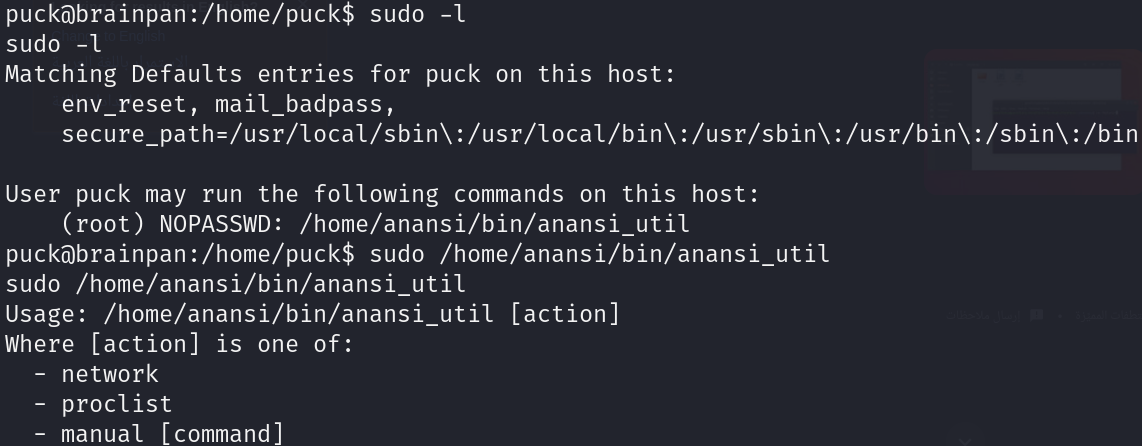 puck@brainpan:/home/puck$ sudo -l
sudo -l
Matching Defaults entries for puck on this host:
    env_reset, mail_badpass,
    secure_path=/usr/local/sbin\:/usr/local/bin\:/usr/sbin\:/usr/bin\:/sbin\:/bin

User puck may run the following commands on this host:
    (root) NOPASSWD: /home/anansi/bin/anansi_util
puck@brainpan:/home/puck$ sudo /home/anansi/bin/anansi_util
sudo /home/anansi/bin/anansi_util
Usage: /home/anansi/bin/anansi_util [action]
Where [action] is one of:
  - network
  - proclist
  - manual [command]